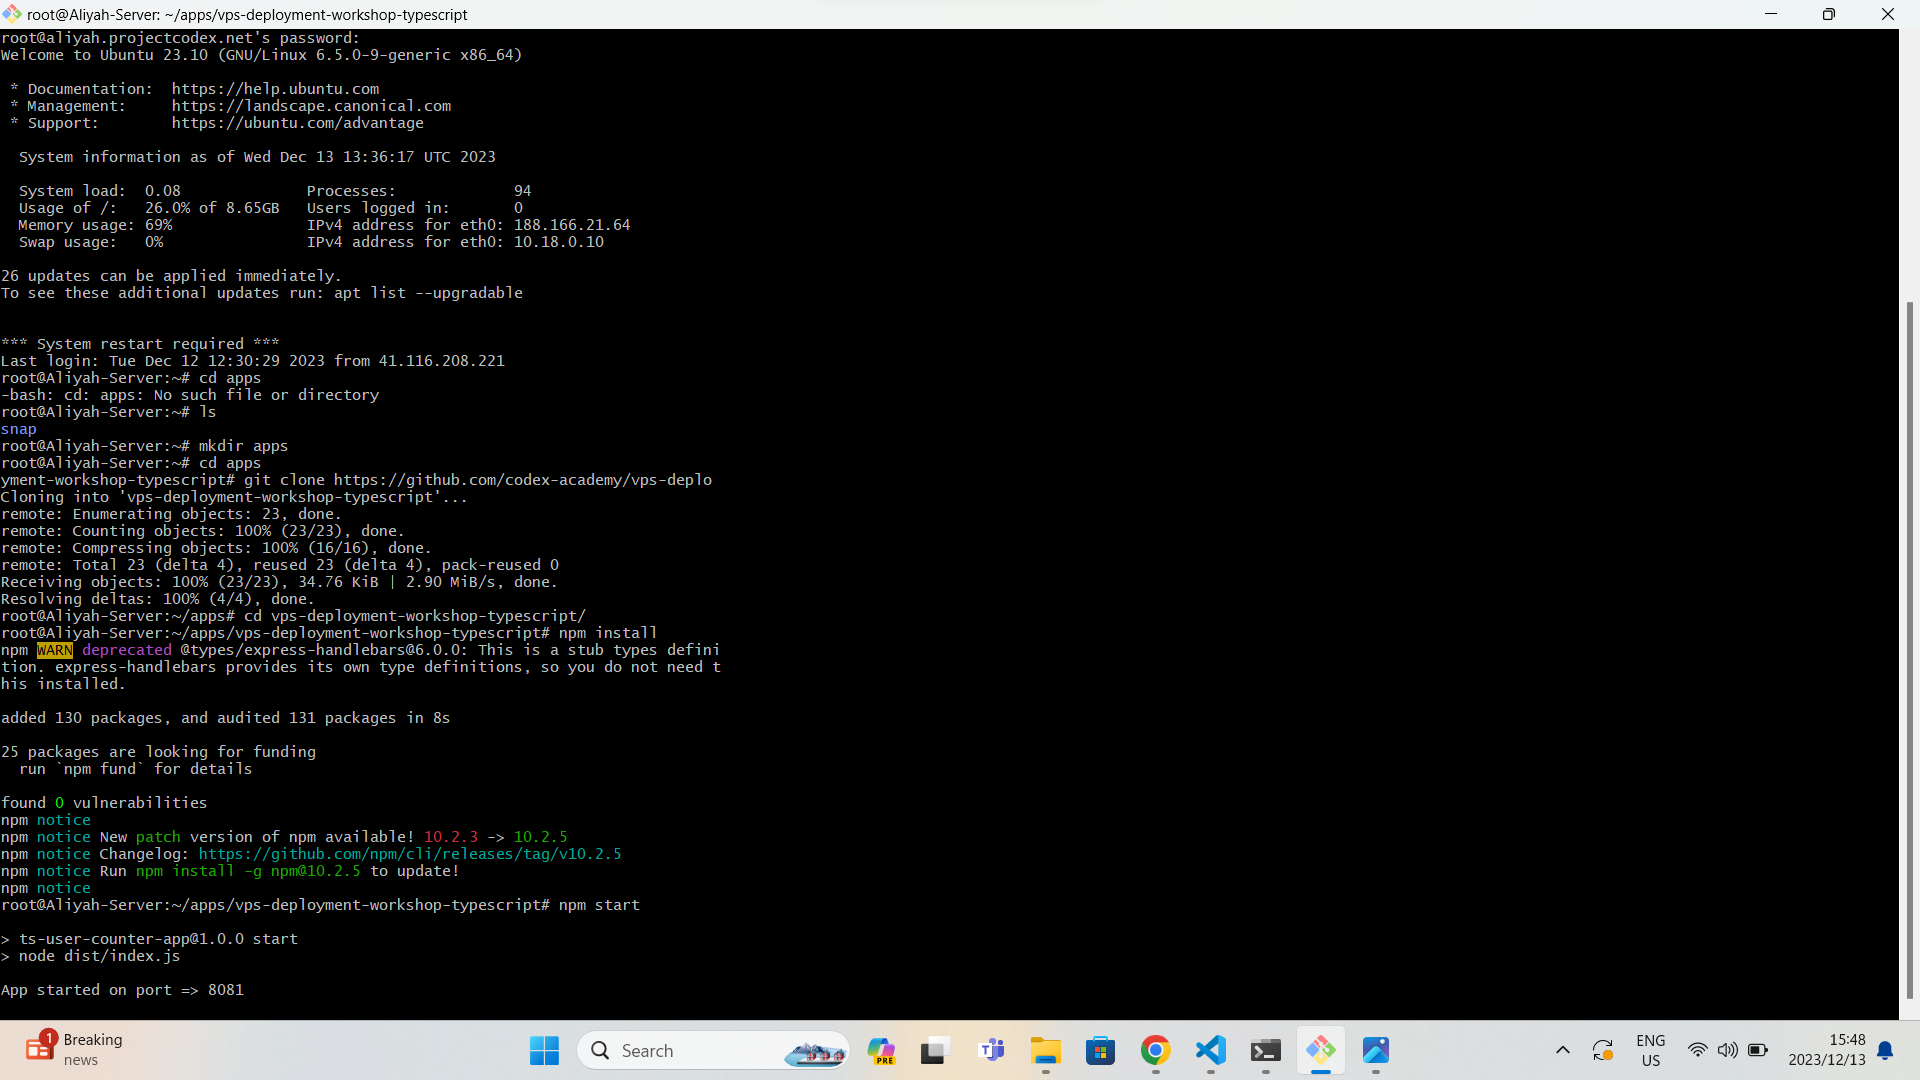 root@Aliyah-Server: ~/apps/vps-deployment-workshop-typescript
root@aliyah.projectcodex.net's password:
Welcome to Ubuntu 23.10 (GNU/Linux 6.5.0-9-generic x86_64)
* Documentation:  https://help.ubuntu.com
* Management:     https://landscape.canonical.com
* Support:        https://ubuntu.com/advantage
System information as of Wed Dec 13 13:36:17 UTC 2023
System load:  0.08              Processes:             94
Usage of /:   26.0% of 8.65GB   Users logged in:       0
Memory usage: 69%               IPv4 address for eth0: 188.166.21.64
Swap usage:   0%                IPv4 address for eth0: 10.18.0.10
26 updates can be applied immediately.
To see these additional updates run: apt list --upgradable
*** System restart required ***
Last login: Tue Dec 12 12:30:29 2023 from 41.116.208.221
root@Aliyah-Server:~# cd apps
-bash: cd: apps: No such file or directory
root@Aliyah-Server:~# ls
snap
root@Aliyah-Server:~# mkdir apps
root@Aliyah-Server:~# cd apps
yment-workshop-typescript# git clone https://github.com/codex-academy/vps-deplo
Cloning into 'vps-deployment-workshop-typescript'...
remote: Enumerating objects: 23, done.
remote: Counting objects: 100% (23/23), done.
remote: Compressing objects: 100% (16/16), done.
remote: Total 23 (delta 4), reused 23 (delta 4), pack-reused 0
Receiving objects: 100% (23/23), 34.76 KiB | 2.90 MiB/s, done.
Resolving deltas: 100% (4/4), done.
root@Aliyah-Server:~/apps# cd vps-deployment-workshop-typescript/
root@Aliyah-Server:~/apps/vps-deployment-workshop-typescript# npm install
npm WARN deprecated @types/express-handlebars@6.0.0: This is a stub types defini
tion. express-handlebars provides its own type definitions, so you do not need t
his installed.
added 130 packages, and audited 131 packages in 8s
25 packages are looking for funding
run `npm fund` for details
found 0 vulnerabilities
npm notice
npm notice New patch version of npm available! 10.2.3 -> 10.2.5
npm notice Changelog: https://github.com/npm/cli/releases/tag/v10.2.5
npm notice Run npm install -g npm@10.2.5 to update!
npm notice
root@Aliyah-Server:~/apps/vps-deployment-workshop-typescript# npm start
> ts-user-counter-app@1.0.0 start
> node dist/index.js
App started on port => 8081
1
Breaking
news
Search
PRE
ENG
US
15:48
2023/12/13